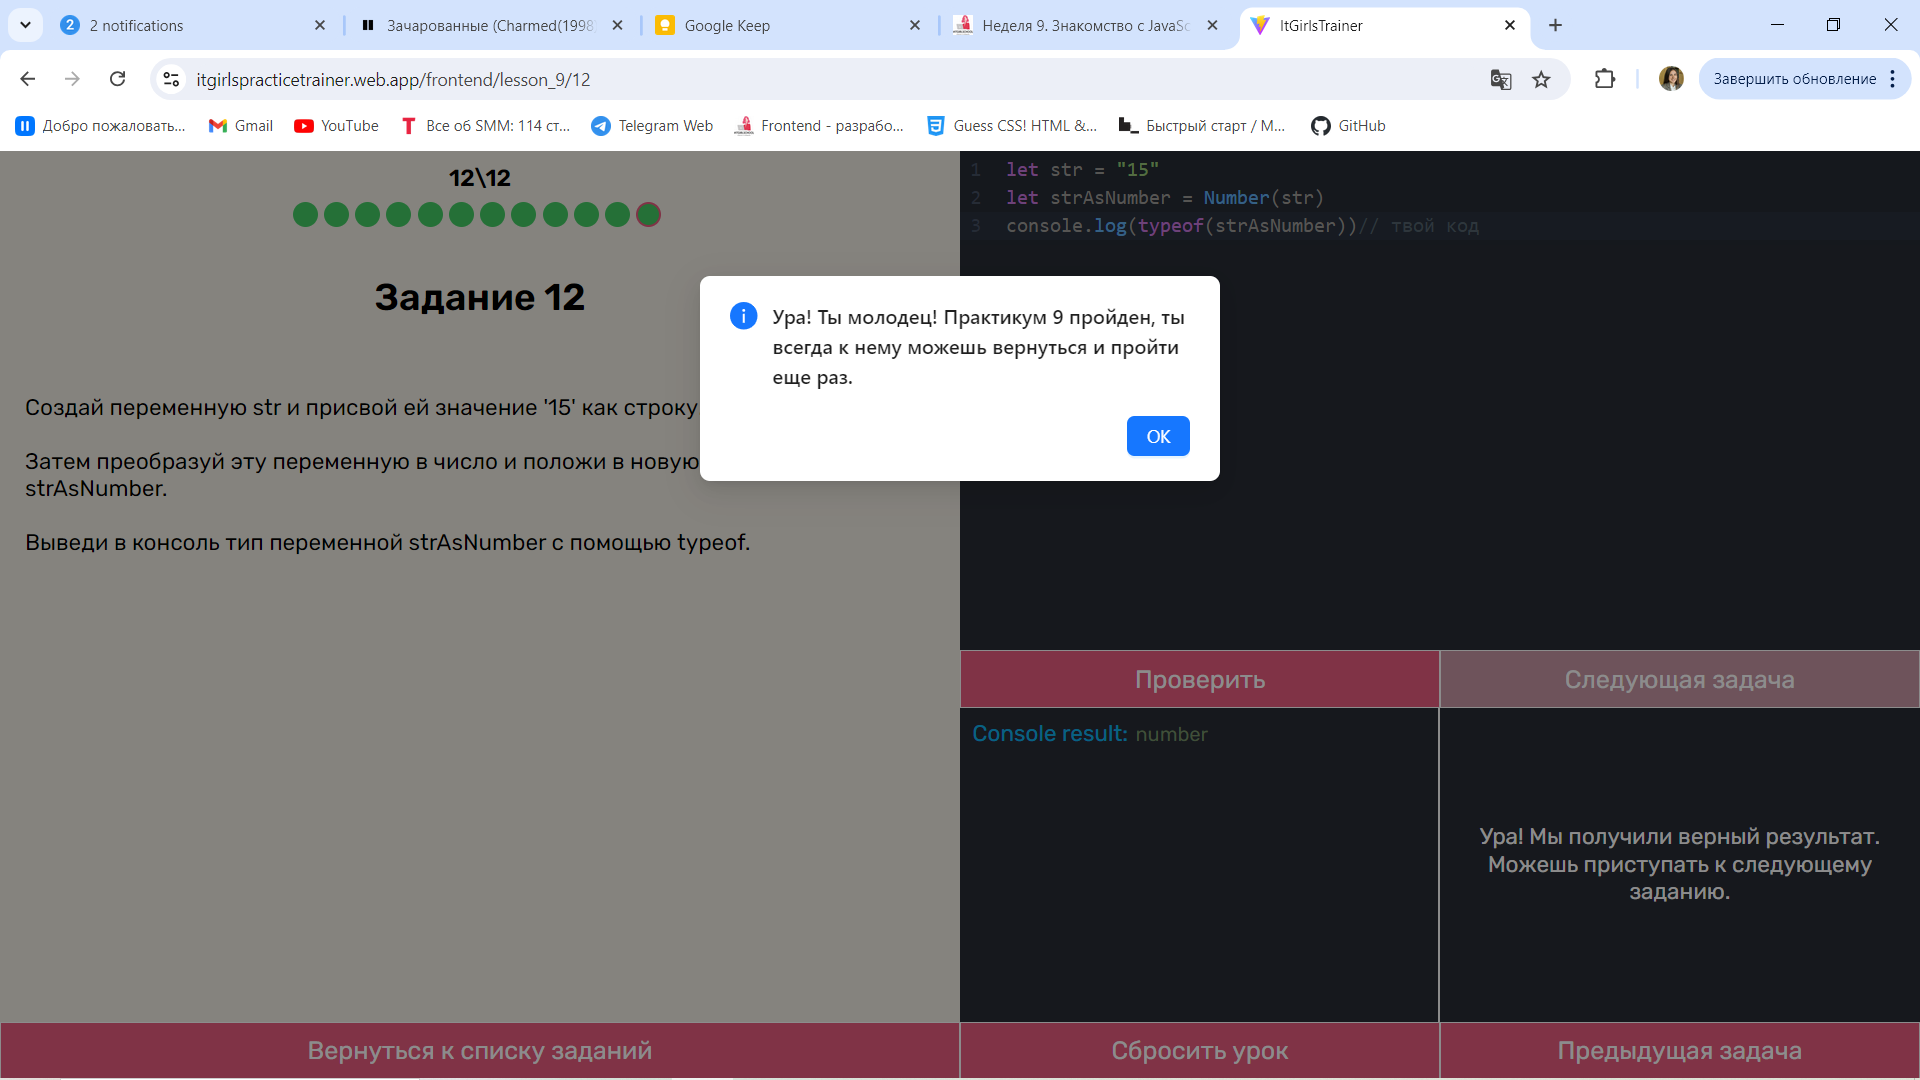 2 2 notifications
Зачарованные (Charmed(1998
Google Keep
Неделя 9. Знакомство с JavaSc
ItGirlsTrainer
itgirlspracticetrainer.web.app/frontend/lesson_9/12
Завершить обновление
Добро пожаловать...
Gmail
YouTube
Все об SMM: 114 ст...
Telegram Web
Frontend - разрабо...
Guess CSS! HTML &...
Быстрый старт / М...
GitHub
12\12
Задание 12
Создай переменную str и присвой ей значение '15' как строку
Затем преобразуй эту переменную в число и положи в новую
strAsNumber.
Выведи в консоль тип переменной strAsNumber с помощью typeof.
1 let str = "15"
2 let strAsNumber = Number(str)
3 console.log(typeof(strAsNumber))// твой код
Ура! Ты молодец! Практикум 9 пройден, ты
всегда к нему можешь вернуться и пройти
еще раз.
OK
Проверить
Следующая задача
Console result: number
Ура! Мы получили верный результат.
Можешь приступать к следующему
заданию.
Вернуться к списку заданий
Сбросить урок
Предыдущая задача